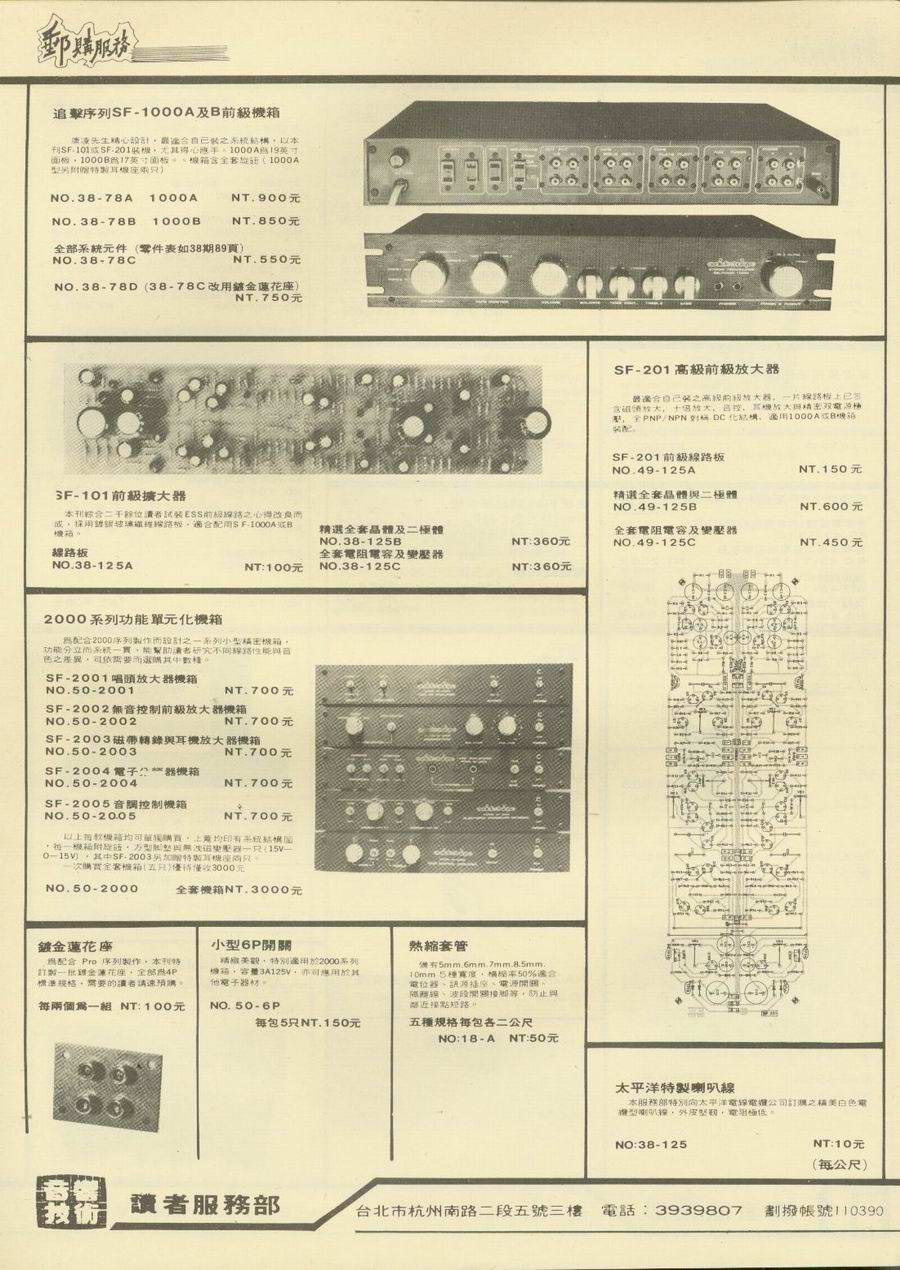 郵購服務
追擊序列SF-1000A及B前級機箱
唐凌先生精心設計，最適合自己裝之系統結構，以本
刊SF-101或SF-201裝機，尤其得心應手。1000A爲19英寸
面板，1000B爲17英寸面板。。機箱含全套旋鈕（1000A
型另附贈特製耳機座兩只）
NO.38-78A 1000A NT.900元
NO.38-78B 1000B NT.850元
全部系統元件（零件表如38期89頁）
NO.38-78C NT.550元
NO.38-78D（38-78C改用鍍金蓮花座）
NT.750元
SF-101前級擴大器
本刊綜合二千餘位讀者試裝ESS前級線路之心得改良而
成，採用鍍銀玻璃纖維線路板，適合配用SF-1000A或B
機箱。
線路板
NO.38-125A NT:100元
精選全套晶體及二極體
NO.38-125B NT:360元
全套電阻電容及變壓器
NO.38-125C NT:360元
SF-201高級前級放大器
最適合自己裝之高級前級放大器，一片線路板上已包
含磁頭放大，十倍放大，音控，耳機放大與精密双電源穩
壓，全PNP/NPN對稱DC化結構，適用1000A或B機箱
裝配。
SF-201前級線路板
NO.49-125A NT.150元
精選全套晶體與二極體
NO.49-125B NT.600元
全套電阻電容及變壓器
NO.49-125C NT.450元
2000系列功能單元化機箱
爲配合2000序列製作而設計之一系列小型精密機箱，
功能分立而系統一貫，能幫助讀者研究不同線路性能與音
色之差異，可依需要而選購其中數種。
SF-2001唱頭放大器機箱
NO.50-2001 NT.700元
SF-2002無音控制前級放大器機箱
NO.50-2002 NT.700元
SF-2003磁帶轉錄與耳機放大器機箱
NO.50-2003 NT.700元
SF-2004電子分 器機箱
NO.50-2004 NT.700元
SF-2005音調控制機箱
NO.50-2005 NT.700元
以上每款機箱均可單獨購買，上蓋均印有系統結構圖
，每一機箱附旋鈕，方型脚墊與無洩磁變壓器一只（15V—
0—15V），其中SF-2003另加贈特製耳機座兩只。
一次購買全套機箱（五只）優待僅收3000元
NO.50-2000 全套機箱NT.3000元
鍍金蓮花座
爲配合 Pro 序列製作，本刊特
訂製一批鍍金蓮花座，全部爲4P
標準規格，需要的讀者請速預購。
每兩個爲一組 NT:100元
小型6P開關
精緻美觀，特別適用於2000系列
機箱，容量3A125V，亦可應用於其
他電子器材。
NO. 50-6P
每包5只NT.150元
熱縮套管
備有5mm.6mm.7mm.8.5mm.
10mm 5種寬度，橫縮率50%適合
電位器、訊源插座、電源開關、
隔離線、波段開關接脚等，防止與
鄰近接點短路。
五種規格每包各二公尺
NO:18-A NT:50元
太平洋特製喇叭線
本服務部特別向太平洋電線電纜公司訂購之精美白色電
纜型喇叭線，外皮堅靱，電阻極低。
NO:38-125 NT:10元
（每公尺）
音響
技術
讀者服務部
台北市杭州南路二段五號三樓 電話：3939807 劃撥帳號110390